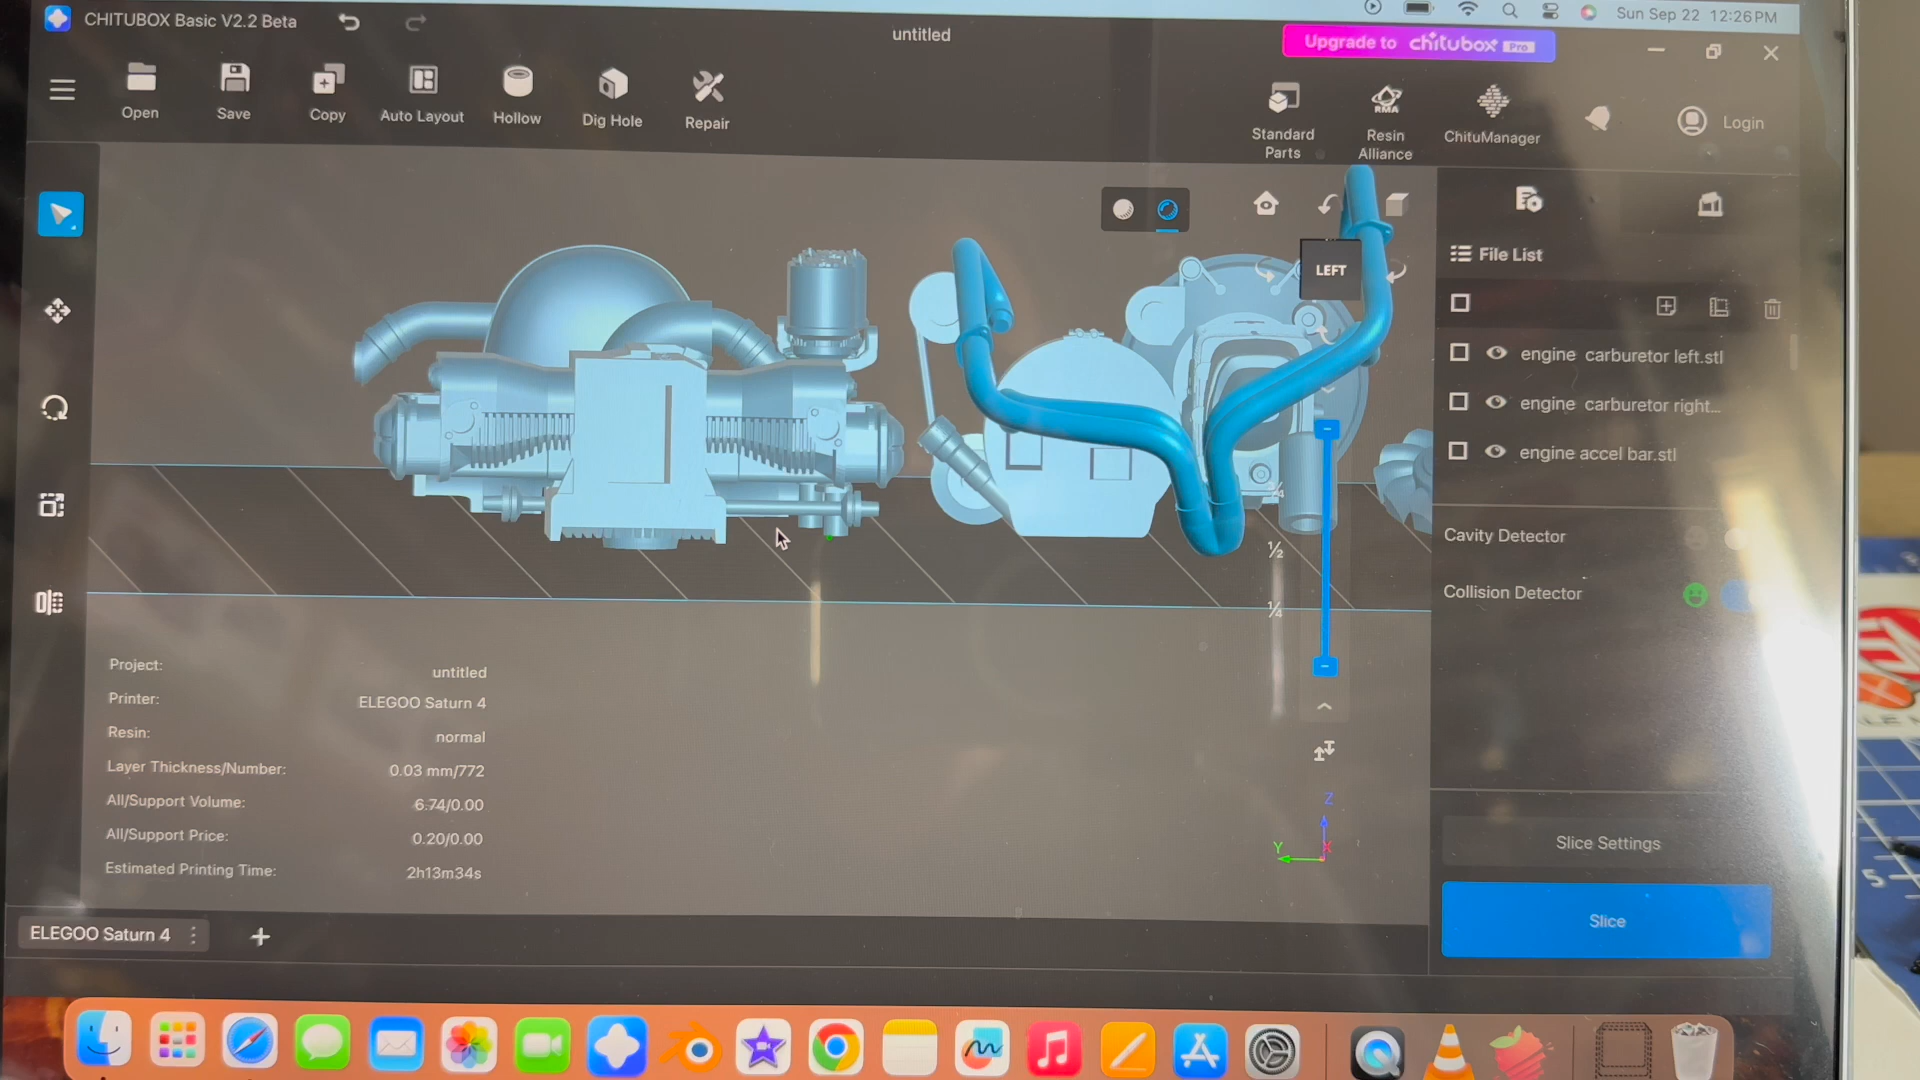 CHITUBOX Basic V2.2 Beta
untitled
Upgrade to chitubox Pro
Sun Sep 22 12:26 PM
Open
Save
Copy
Auto Layout
Hollow
Dig Hole
Repair
Standard
Parts
RMA
Resin
Alliance
ChituManager
Login
LEFT
File List
engine carburetor left.stl
engine carburetor right...
engine accel bar.stl
Cavity Detector
Collision Detector
1/2
1/4
Project:
untitled
Printer:
ELEGOO Saturn 4
Resin:
normal
Layer Thickness/Number:
0.03 mm/772
All/Support Volume:
6.74/0.00
All/Support Price:
0.20/0.00
Estimated Printing Time:
2h13m34s
Z
Y
X
Slice Settings
Slice
ELEGOO Saturn 4
5